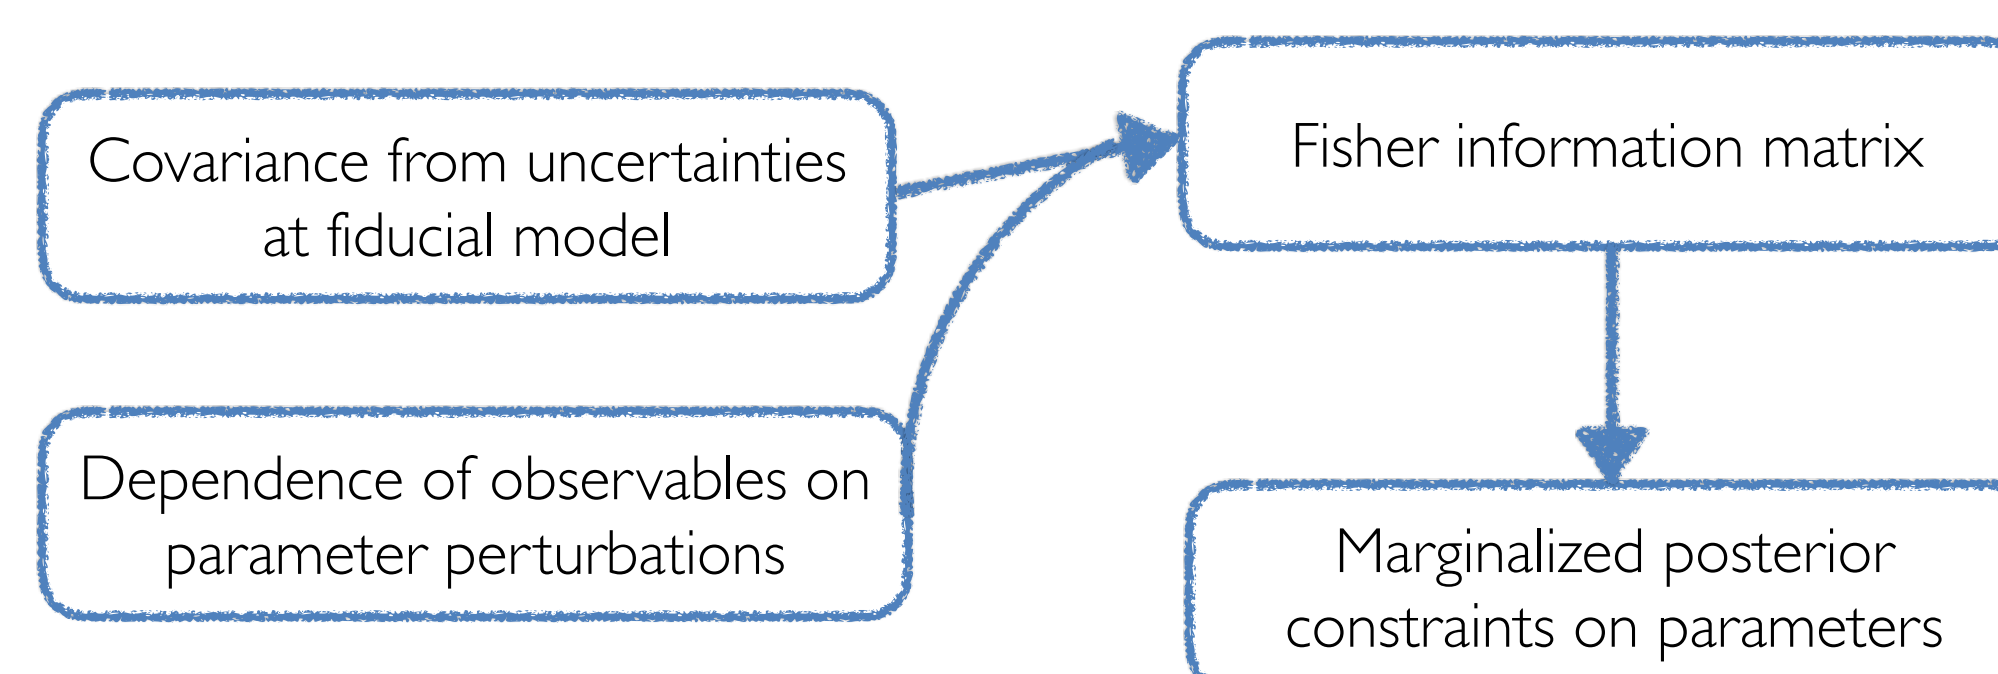 Covariance from uncertainties
at fiducial model
Fisher information matrix
Dependence of observables on
parameter perturbations
Marginalized posterior
constraints on parameters